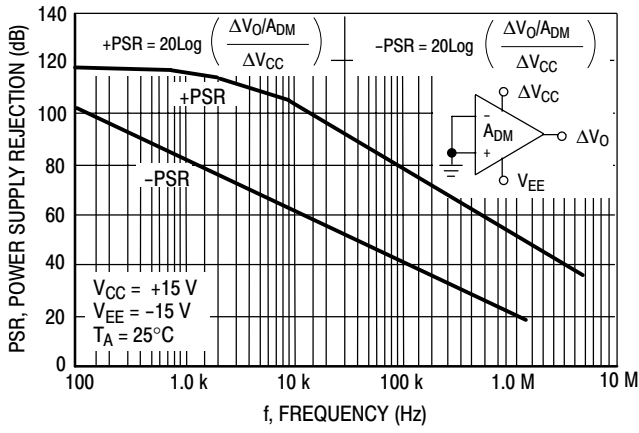 PSR, POWER SUPPLY REJECTION (dB)
140
120
100
80
60
40
20
0
+PSR = 20Log (ΔVO/ADM / ΔVCC)
−PSR = 20Log (ΔVO/ADM / ΔVCC)
+PSR
−PSR
ΔVCC
−
ADM
+
ΔVO
VEE
VCC = +15 V
VEE = −15 V
TA = 25°C
100
1.0 k
10 k
100 k
1.0 M
10 M
f, FREQUENCY (Hz)